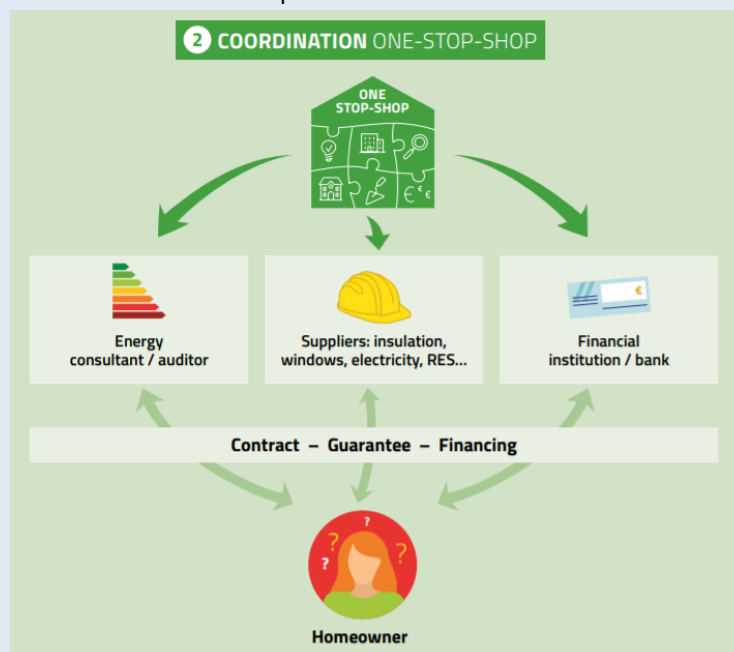 2 COORDINATION ONE-STOP-SHOP
ONE
STOP-SHOP
€ € €
€
Energy
consultant / auditor
Suppliers: insulation,
windows, electricity, RES...
Financial
institution / bank
Contract – Guarantee – Financing
?
? ?
?
Homeowner